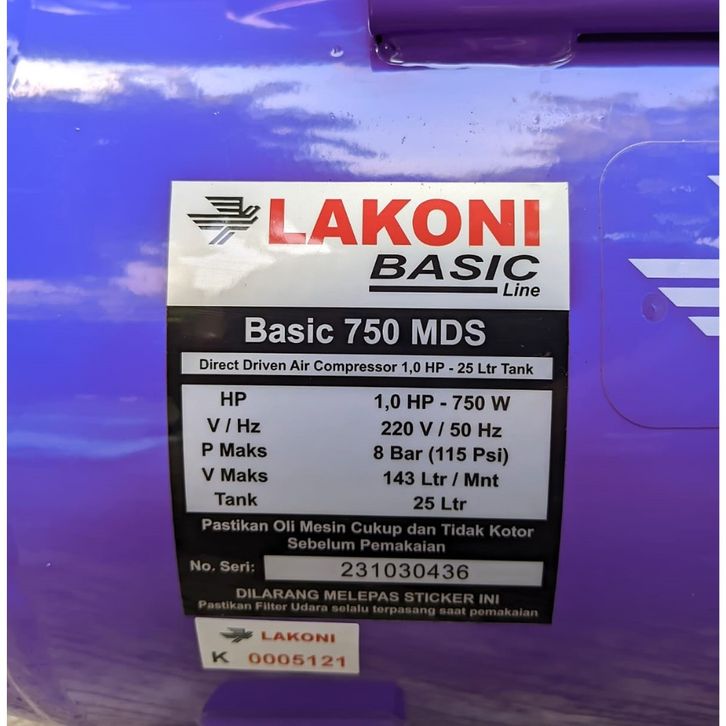 LAKONI
BASIC
Line
Basic 750 MDS
Direct Driven Air Compressor 1,0 HP - 25 Ltr Tank
HP 1,0 HP - 750 W
V / Hz 220 V / 50 Hz
P Maks 8 Bar (115 Psi)
V Maks 143 Ltr / Mnt
Tank 25 Ltr
Pastikan Oli Mesin Cukup dan Tidak Kotor
Sebelum Pemakaian
No. Seri: 231030436
DILARANG MELEPAS STICKER INI
Pastikan Filter Udara selalu terpasang saat pemakaian
LAKONI
K 0005121